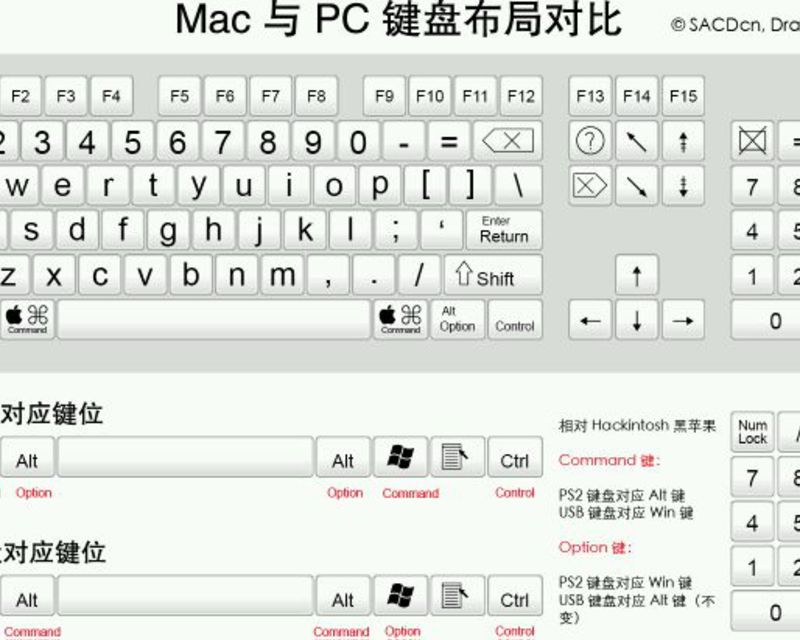 Mac 与 PC 键盘布局对比
© SACDcn, Dra
F2 F3 F4 F5 F6 F7 F8 F9 F10 F11 F12 F13 F14 F15
2 3 4 5 6 7 8 9 0 - = ?
w e r t y u i o p [ ] \ 7 8
s d f g h j k l ; ‘ Enter Return 4 5
z x c v b n m , . / Shift 1 2
Command Command Alt Option Control 0
对应键位
Alt Alt Ctrl
Option Option Command Control
对应键位
Alt Alt Ctrl
Command Command Option Control
相对 Hackintosh 黑苹果
Command 键：
PS2 键盘对应 Alt 键
USB 键盘对应 Win 键
Option 键：
PS2 键盘对应 Win 键
USB 键盘对应 Alt 键（不
变）
Num Lock /
7 8
4 5
1 2
0